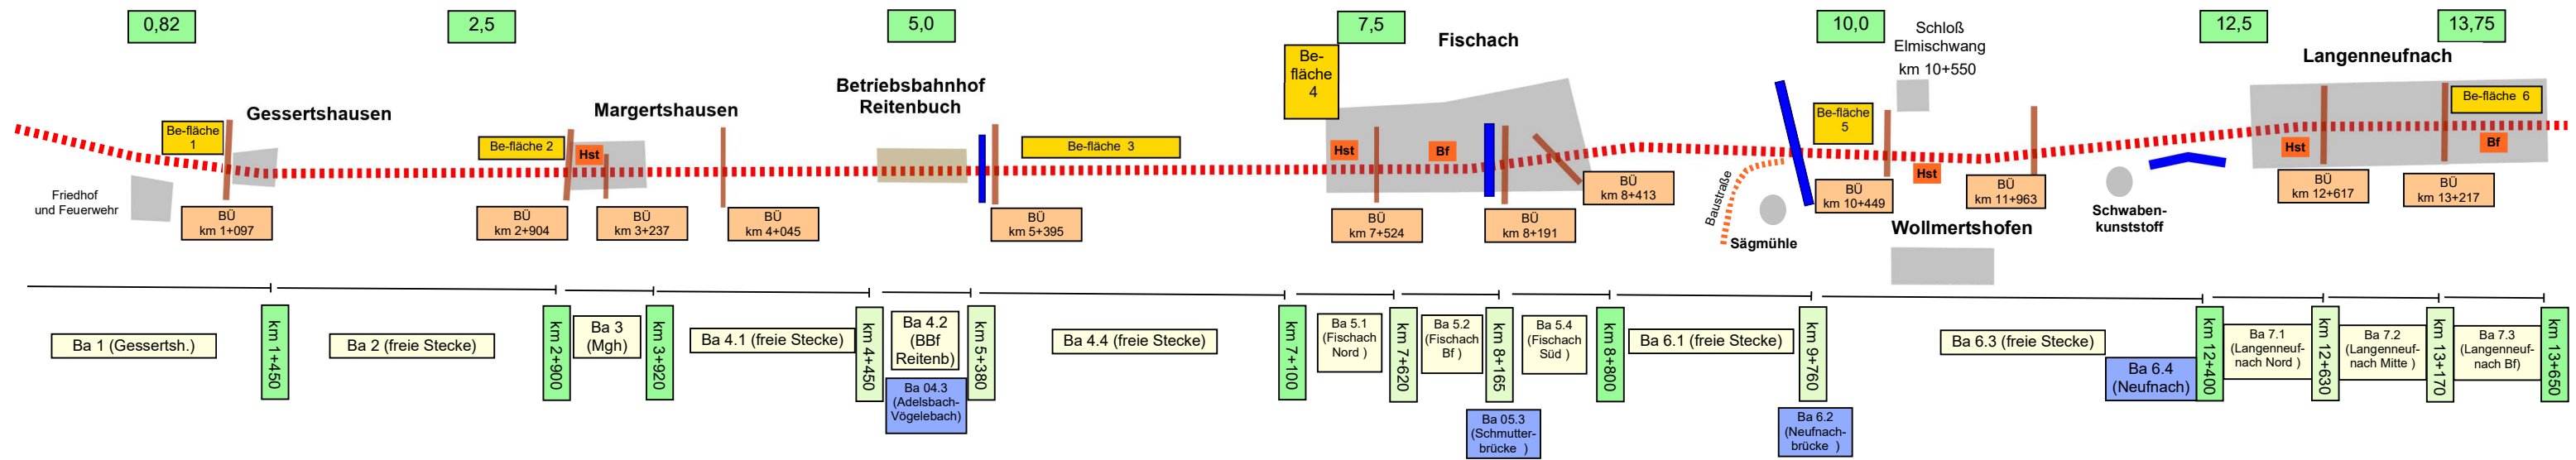 0,82
2,5
5,0
7,5
10,0
12,5
13,75
Fischach
Schloß
Elmischwang
km 10+550
Langenneufnach
Be-
fläche
4
Betriebsbahnhof
Reitenbuch
Gessertshausen
Margertshausen
Be-fläche
1
Be-fläche 2
Hst
Be-fläche 3
Hst
Bf
Be-fläche
5
Hst
Be-fläche 6
Hst
Bf
Friedhof
und Feuerwehr
BÜ
km 1+097
BÜ
km 2+904
BÜ
km 3+237
BÜ
km 4+045
BÜ
km 5+395
BÜ
km 7+524
BÜ
km 8+191
BÜ
km 8+413
Baustraße
Sägmühle
BÜ
km 10+449
BÜ
km 11+963
Wollmertshofen
Schwaben-
kunststoff
BÜ
km 12+617
BÜ
km 13+217
Ba 1 (Gessertsh.)
km 1+450
Ba 2 (freie Stecke)
km 2+900
Ba 3
(Mgh)
km 3+920
Ba 4.1 (freie Stecke)
km 4+450
Ba 4.2
(BBf
Reitenb)
Ba 04.3
(Adelsbach-
Vögelebach)
km 5+380
Ba 4.4 (freie Stecke)
km 7+100
Ba 5.1
(Fischach
Nord )
km 7+620
Ba 5.2
(Fischach
Bf )
km 8+165
Ba 05.3
(Schmutter-
brücke )
Ba 5.4
(Fischach
Süd )
km 8+800
Ba 6.1 (freie Stecke)
km 9+760
Ba 6.2
(Neufnach-
brücke )
Ba 6.3 (freie Stecke)
Ba 6.4
(Neufnach)
km 12+400
Ba 7.1
(Langenneuf-
nach Nord )
km 12+630
Ba 7.2
(Langenneuf-
nach Mitte )
km 13+170
Ba 7.3
(Langenneuf-
nach Bf)
km 13+650